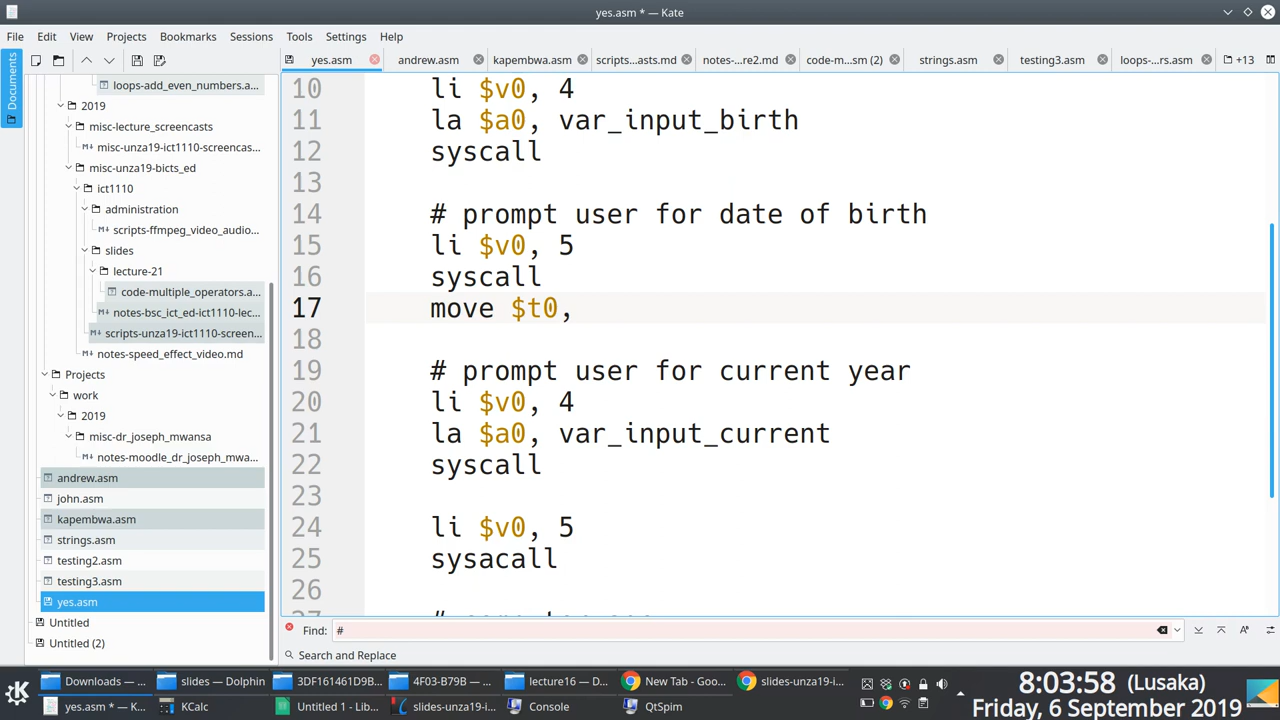 yes.asm * — Kate
File Edit View Projects Bookmarks Sessions Tools Settings Help
Documents
yes.asm andrew.asm kapembwa.asm scripts...asts.md notes-...re2.md code-m...sm (2) strings.asm testing3.asm loops-...rs.asm +13
loops-add_even_numbers.a...
2019
misc-lecture_screencasts
misc-unza19-ict1110-screencas...
misc-unza19-bicts_ed
ict1110
administration
scripts-ffmpeg_video_audio...
slides
lecture-21
code-multiple_operators.a...
notes-bsc_ict_ed-ict1110-lec...
scripts-unza19-ict1110-screen...
notes-speed_effect_video.md
Projects
work
2019
misc-dr_joseph_mwansa
notes-moodle_dr_joseph_mwa...
andrew.asm
john.asm
kapembwa.asm
strings.asm
testing2.asm
testing3.asm
yes.asm
Untitled
Untitled (2)
10 li $v0, 4
11 la $a0, var_input_birth
12 syscall
13
14 # prompt user for date of birth
15 li $v0, 5
16 syscall
17 move $t0,
18
19 # prompt user for current year
20 li $v0, 4
21 la $a0, var_input_current
22 syscall
23
24 li $v0, 5
25 sysacall
26
27 #
Find: #
Search and Replace
Downloads — ... slides — Dolphin 3DF161461D9B... 4F03-B79B — ... lecture16 — D... New Tab - Goo... slides-unza19-i...
yes.asm * — K... KCalc Untitled 1 - Lib... slides-unza19-i... Console QtSpim
8:03:58 (Lusaka)
Friday, 6 September 2019